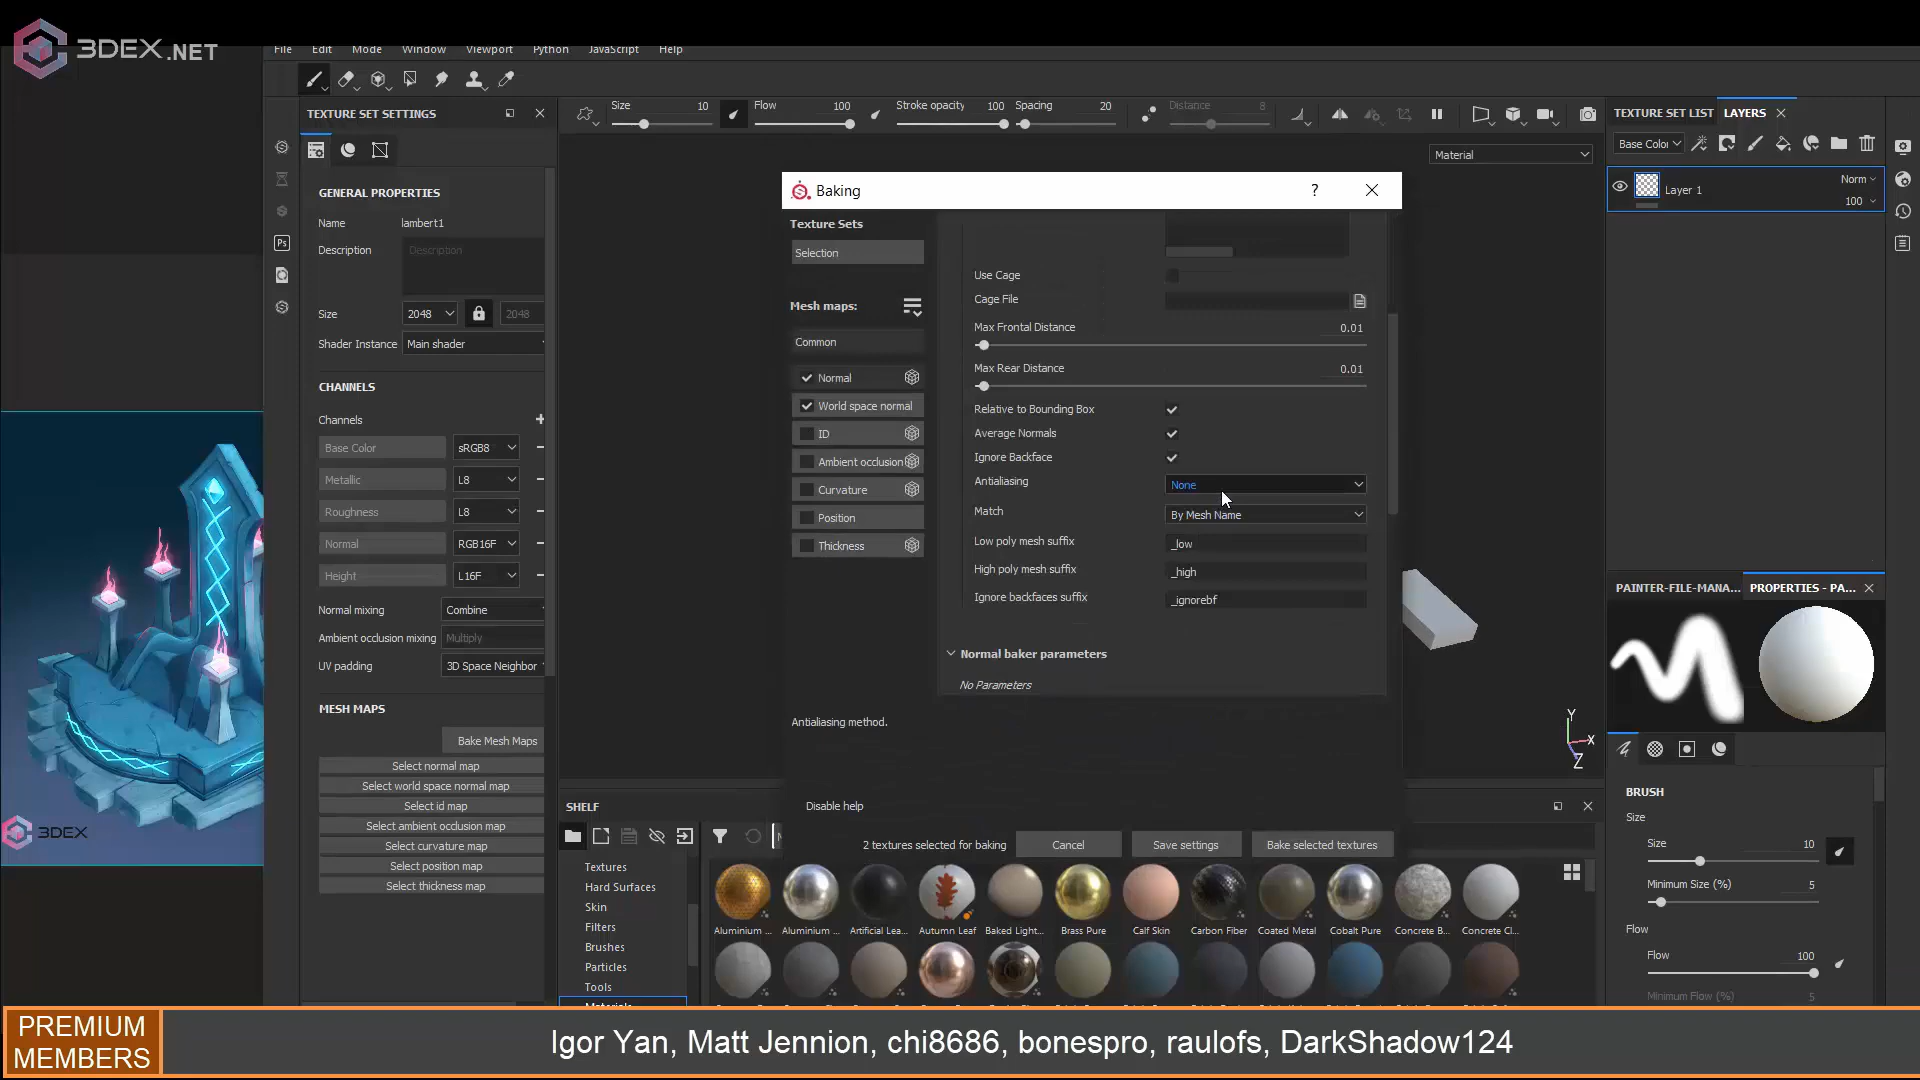 3DEX.NET
File Edit Mode Window Viewport Python JavaScript Help
Size 10 Flow 100 Stroke opacity 100 Spacing 20 Distance 8
TEXTURE SET SETTINGS
GENERAL PROPERTIES
Name lambert1
Description Description
Size 2048 2048
Shader Instance Main shader
CHANNELS
Channels
Base Color sRGB8
Metallic L8
Roughness L8
Normal RGB16F
Height L16F
Normal mixing Combine
Ambient occlusion mixing Multiply
UV padding 3D Space Neighbor
MESH MAPS
Bake Mesh Maps
Select normal map
Select world space normal map
Select id map
Select ambient occlusion map
Select curvature map
Select position map
Select thickness map
Ps
3DEX
Material
Baking ?
Texture Sets
Selection
Mesh maps:
Common
Normal
World space normal
ID
Ambient occlusion
Curvature
Position
Thickness
Use Cage
Cage File
Max Frontal Distance 0.01
Max Rear Distance 0.01
Relative to Bounding Box
Average Normals
Ignore Backface
Antialiasing None
Match By Mesh Name
Low poly mesh suffix _low
High poly mesh suffix _high
Ignore backfaces suffix _ignorebf
Normal baker parameters
No Parameters
Antialiasing method.
Disable help
2 textures selected for baking Cancel Save settings Bake selected textures
Y
X
Z
SHELF
Textures
Hard Surfaces
Skin
Filters
Brushes
Particles
Tools
Materials
Aluminium ... Aluminium ... Artificial Lea... Autumn Leaf Baked Light... Brass Pure Calf Skin Carbon Fiber Coated Metal Cobalt Pure Concrete B... Concrete Cl...
TEXTURE SET LIST LAYERS
Base Color
Layer 1 Norm
100
PAINTER-FILE-MANA... PROPERTIES - PA...
BRUSH
Size
Size 10
Minimum Size (%) 5
Flow
Flow 100
Minimum Flow (%) 5
PREMIUM
MEMBERS
Igor Yan, Matt Jennion, chi8686, bonespro, raulofs, DarkShadow124